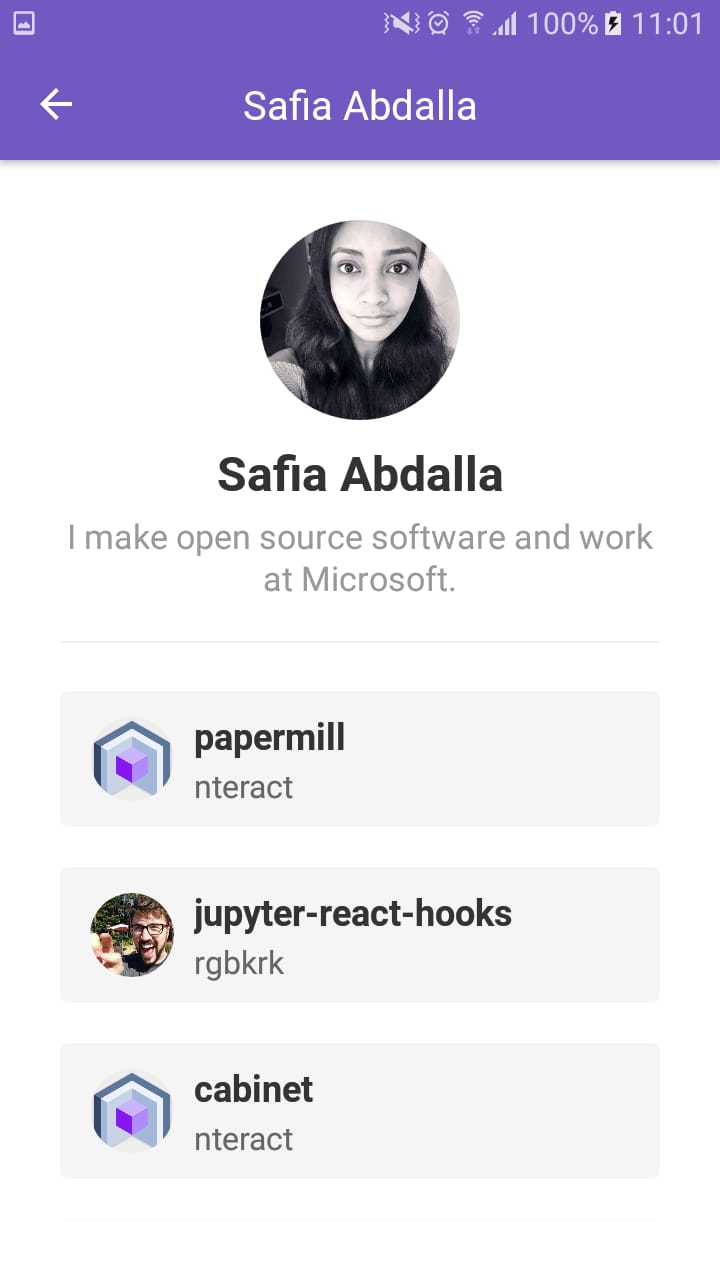 100% 11:01
Safia Abdalla
Safia Abdalla
I make open source software and work
at Microsoft.
papermill
nteract
jupyter-react-hooks
rgbkrk
cabinet
nteract